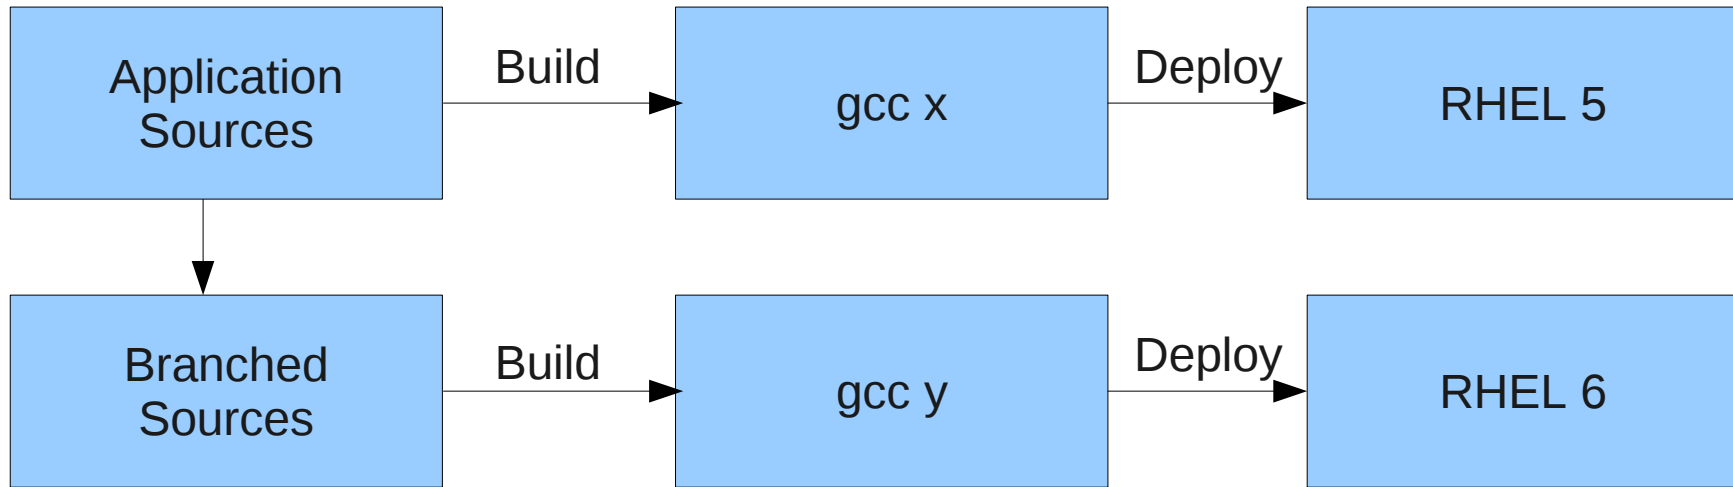 Application
Sources
Build
gcc x
Deploy
RHEL 5
Branched
Sources
Build
gcc y
Deploy
RHEL 6